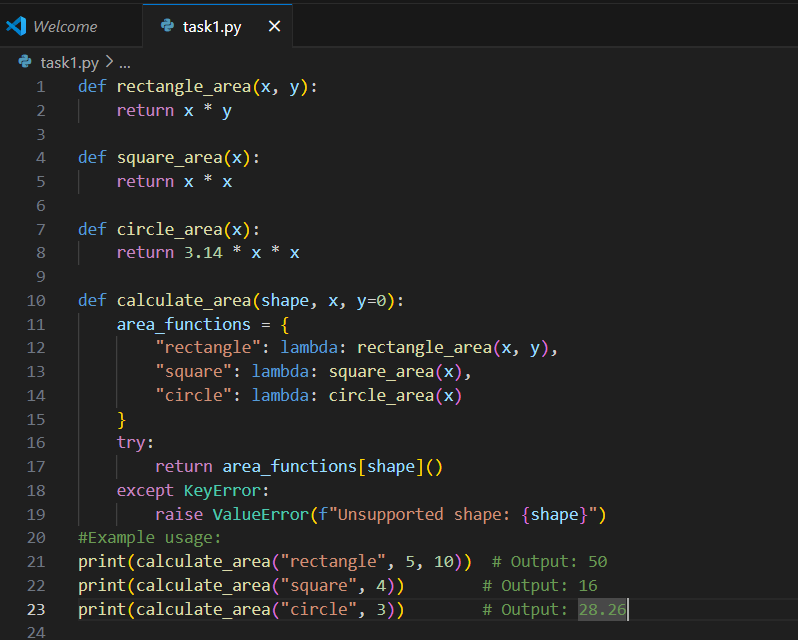 Welcome task1.py ×
task1.py > ...
1 def rectangle_area(x, y):
2     return x * y
3
4 def square_area(x):
5     return x * x
6
7 def circle_area(x):
8     return 3.14 * x * x
9
10 def calculate_area(shape, x, y=0):
11     area_functions = {
12         "rectangle": lambda: rectangle_area(x, y),
13         "square": lambda: square_area(x),
14         "circle": lambda: circle_area(x)
15     }
16     try:
17         return area_functions[shape]()
18     except KeyError:
19         raise ValueError(f"Unsupported shape: {shape}")
20 #Example usage:
21 print(calculate_area("rectangle", 5, 10))  # Output: 50
22 print(calculate_area("square", 4))        # Output: 16
23 print(calculate_area("circle", 3))        # Output: 28.26
24